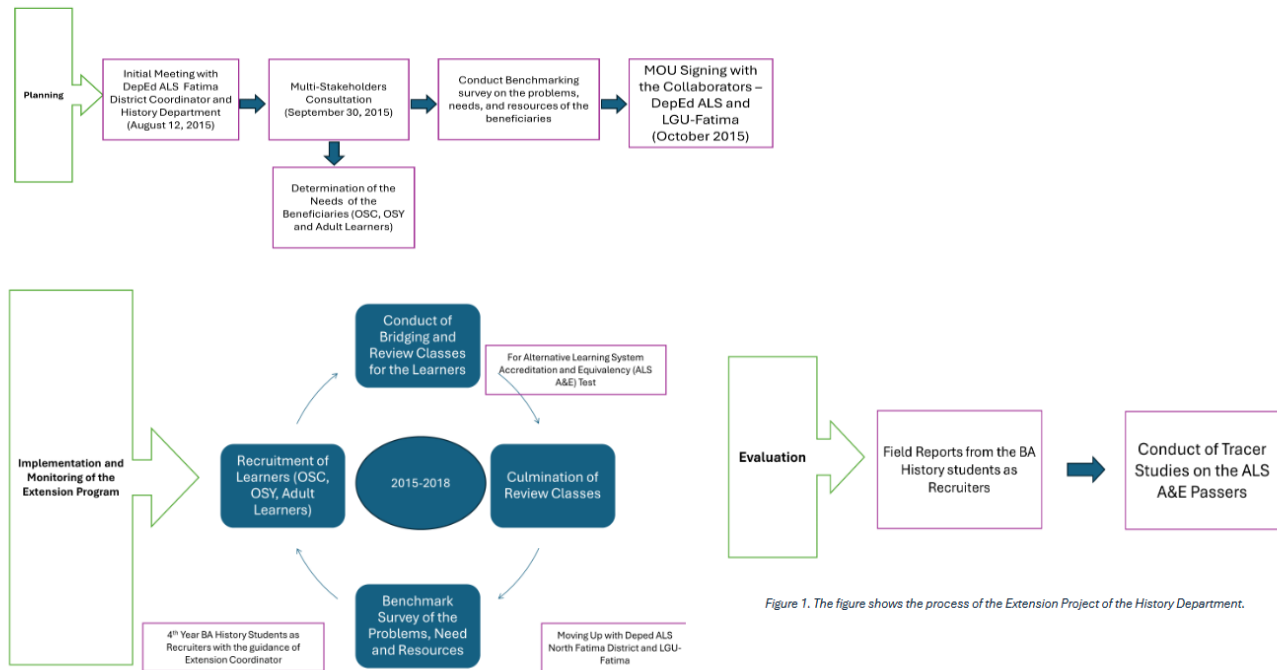 Planning
Initial Meeting with
DepEd ALS Fatima
District Coordinator and
History Department
(August 12, 2015)
Multi-Stakeholders
Consultation
(September 30, 2015)
Conduct Benchmarking
survey on the problems,
needs, and resources of the
beneficiaries
MOU Signing with
the Collaborators –
DepEd ALS and
LGU-Fatima
(October 2015)
Determination of the
Needs of the
Beneficiaries (OSC, OSY
and Adult Learners)
Implementation and
Monitoring of the
Extension Program
Conduct of
Bridging and
Review Classes
for the Learners
For Alternative Learning System
Accreditation and Equivalency (ALS
A&E) Test
Recruitment of
Learners (OSC,
OSY, Adult
Learners)
2015-2018
Culmination of
Review Classes
Benchmark
Survey of the
Problems, Need
and Resources
4th Year BA History Students as
Recruiters with the guidance of
Extension Coordinator
Moving Up with Deped ALS
North Fatima District and LGU-
Fatima
Evaluation
Field Reports from the BA
History students as
Recruiters
Conduct of Tracer
Studies on the ALS
A&E Passers
Figure 1. The figure shows the process of the Extension Project of the History Department.